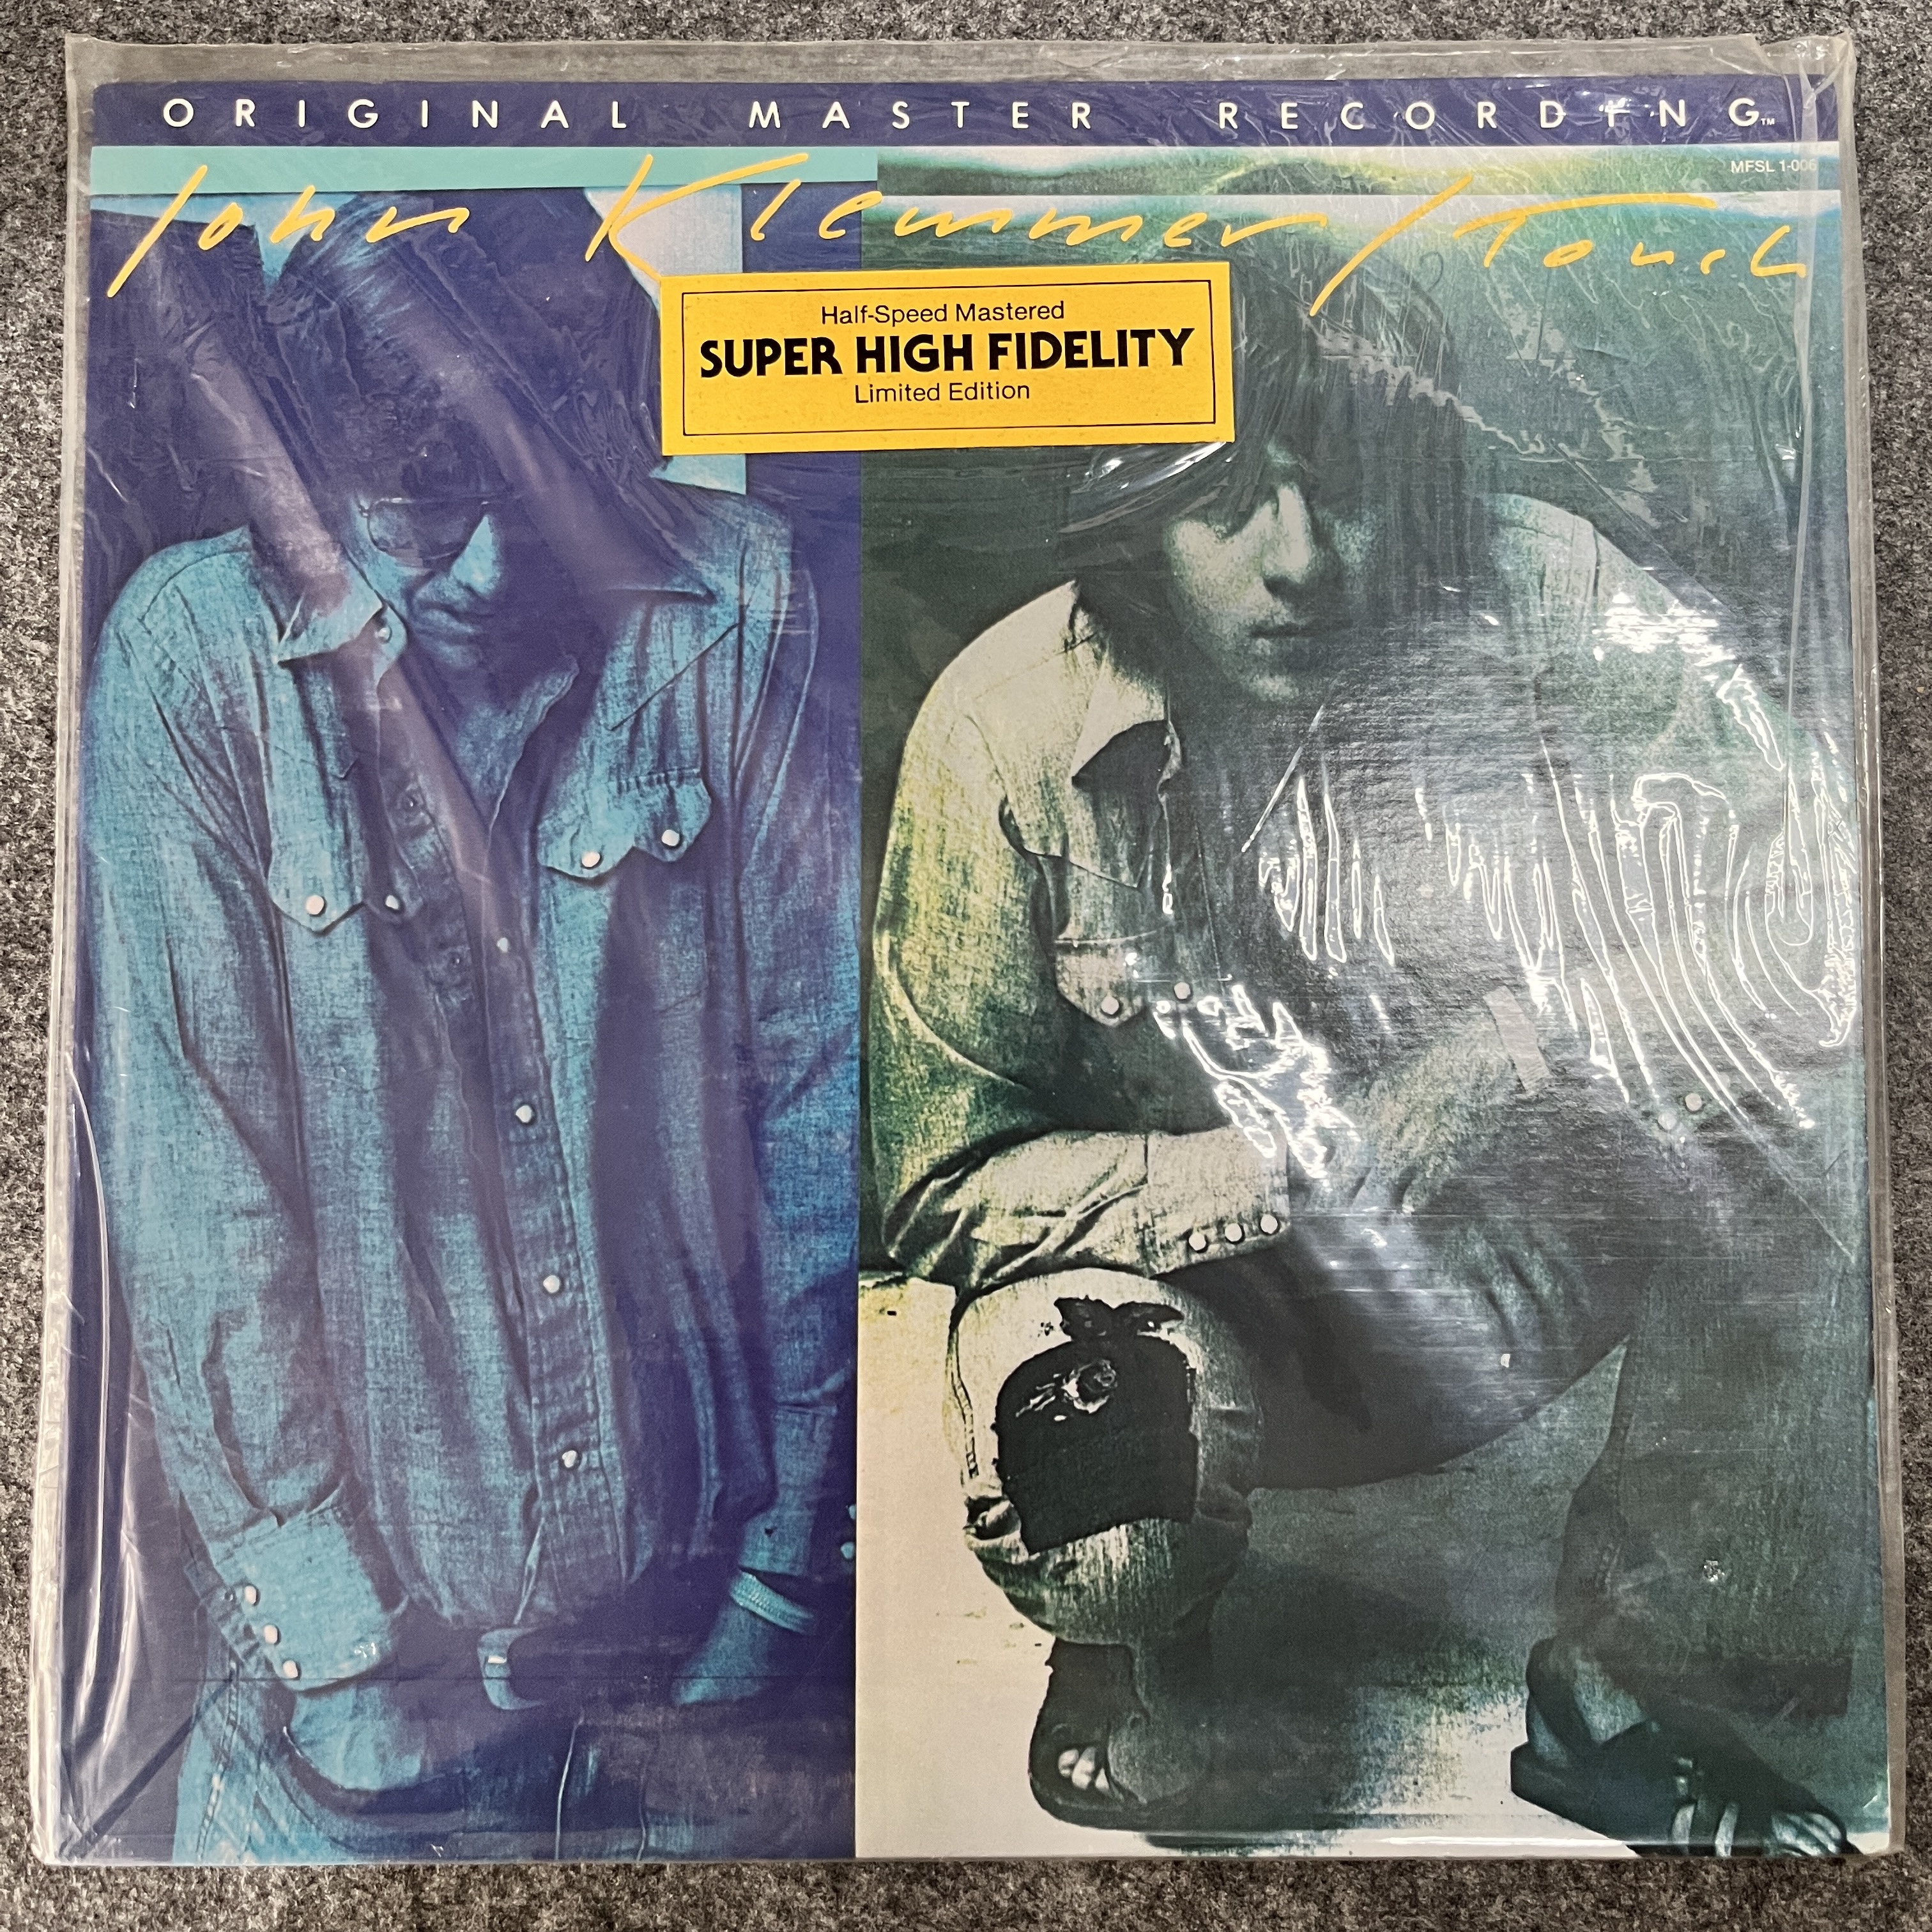 ORIGINAL MASTER RECORDING™
MFSL 1-006
John Klemmer/Touch
Half-Speed Mastered
SUPER HIGH FIDELITY
Limited Edition